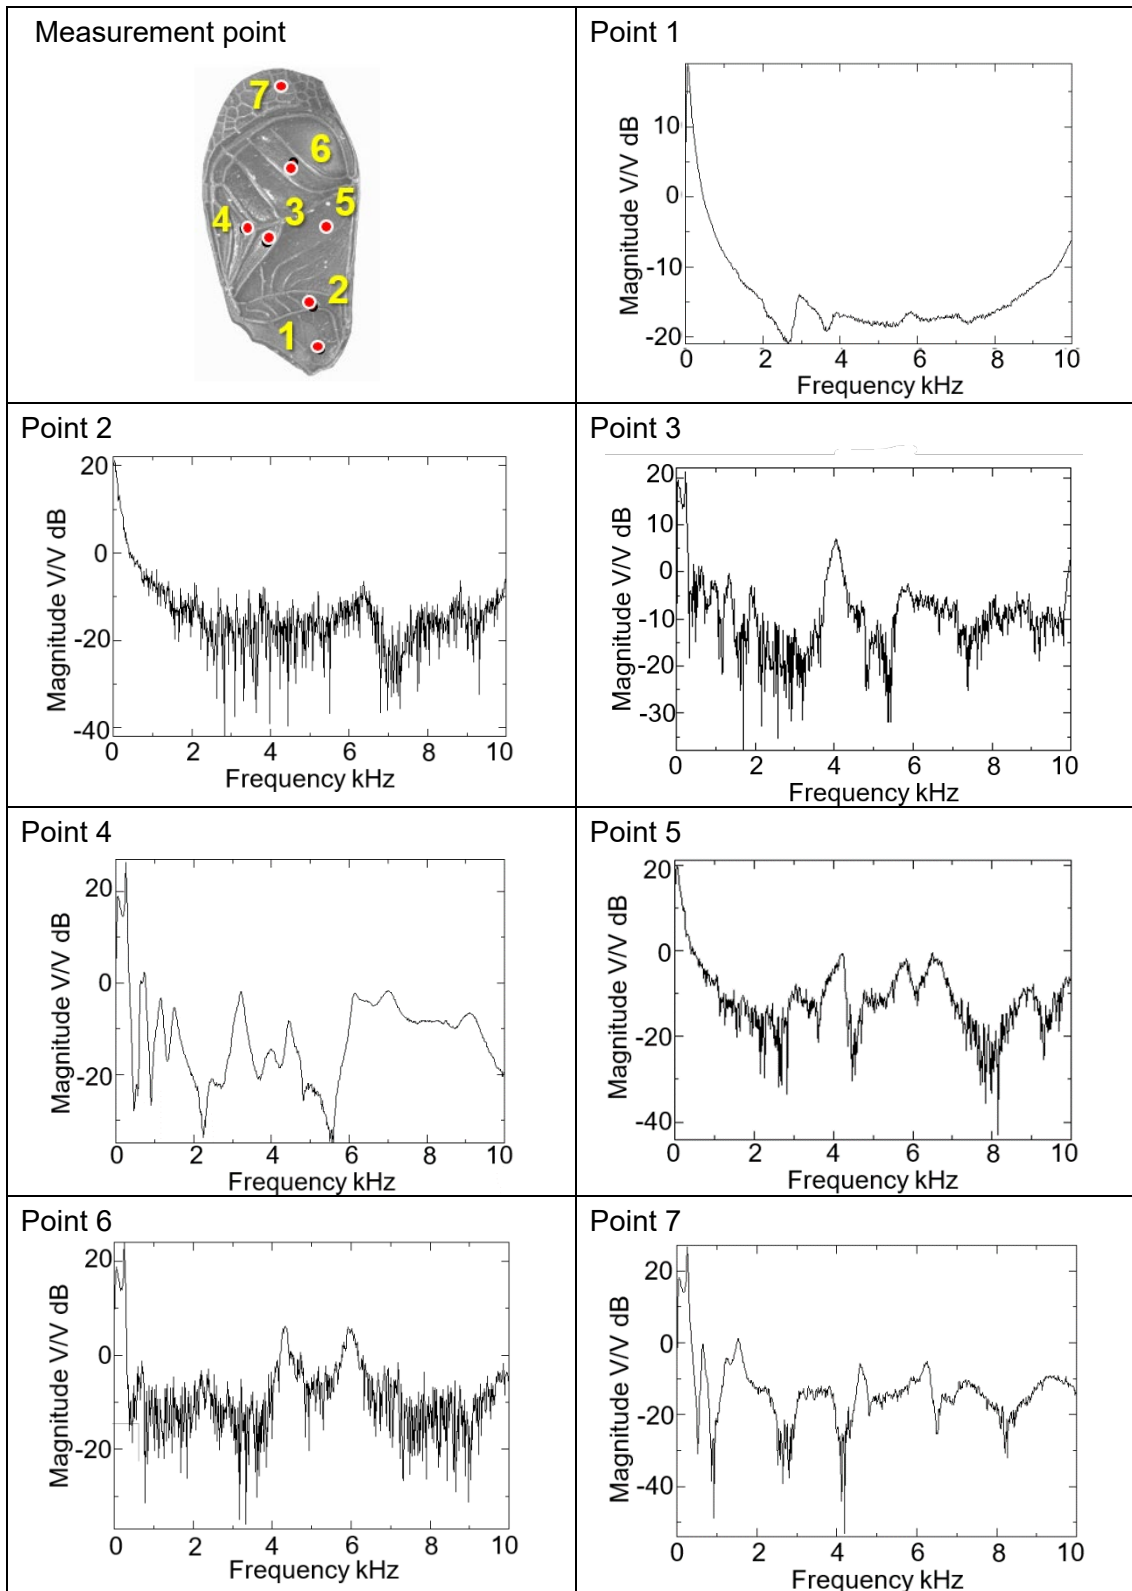 Measurement point
7
6
5
4
3
2
1
Point 1
Magnitude V/V dB
10
0
-10
-20
0 2 4 6 8 10
Frequency kHz
Point 2
Magnitude V/V dB
20
0
-20
-40
0 2 4 6 8 10
Frequency kHz
Point 3
Magnitude V/V dB
20
10
0
-10
-20
-30
0 2 4 6 8 10
Frequency kHz
Point 4
Magnitude V/V dB
20
0
-20
0 2 4 6 8 10
Frequency kHz
Point 5
Magnitude V/V dB
20
0
-20
-40
0 2 4 6 8 10
Frequency kHz
Point 6
Magnitude V/V dB
20
0
-20
0 2 4 6 8 10
Frequency kHz
Point 7
Magnitude V/V dB
20
0
-20
-40
0 2 4 6 8 10
Frequency kHz